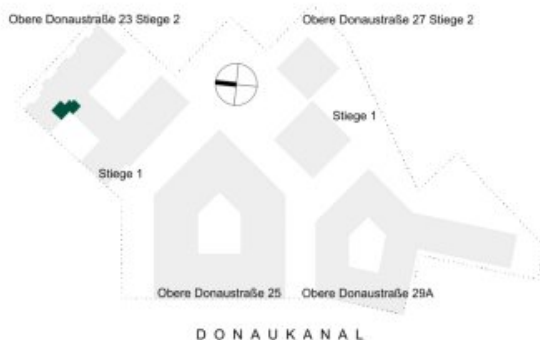 Obere Donaustraße 23 Stiege 2
Obere Donaustraße 27 Stiege 2
Stiege 1
Stiege 1
Obere Donaustraße 25
Obere Donaustraße 29A
DONAUKANAL